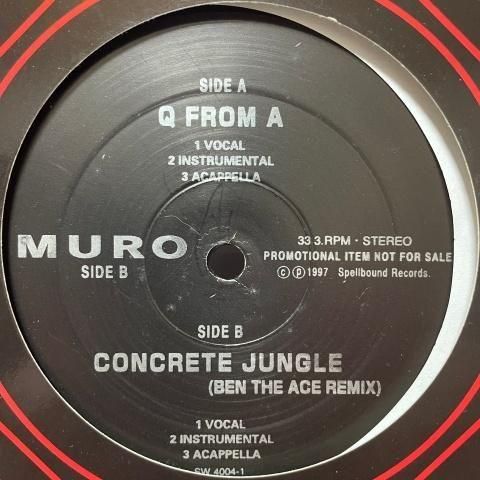 SIDE A
Q FROM A
1 VOCAL
2 INSTRUMENTAL
3 ACAPPELLA
MURO
SIDE B
33 3.RPM · STEREO
PROMOTIONAL ITEM NOT FOR SALE
© ℗ 1997 Spellbound Records.
SIDE B
CONCRETE JUNGLE
(BEN THE ACE REMIX)
1 VOCAL
2 INSTRUMENTAL
3 ACAPPELLA
SW 4004-1